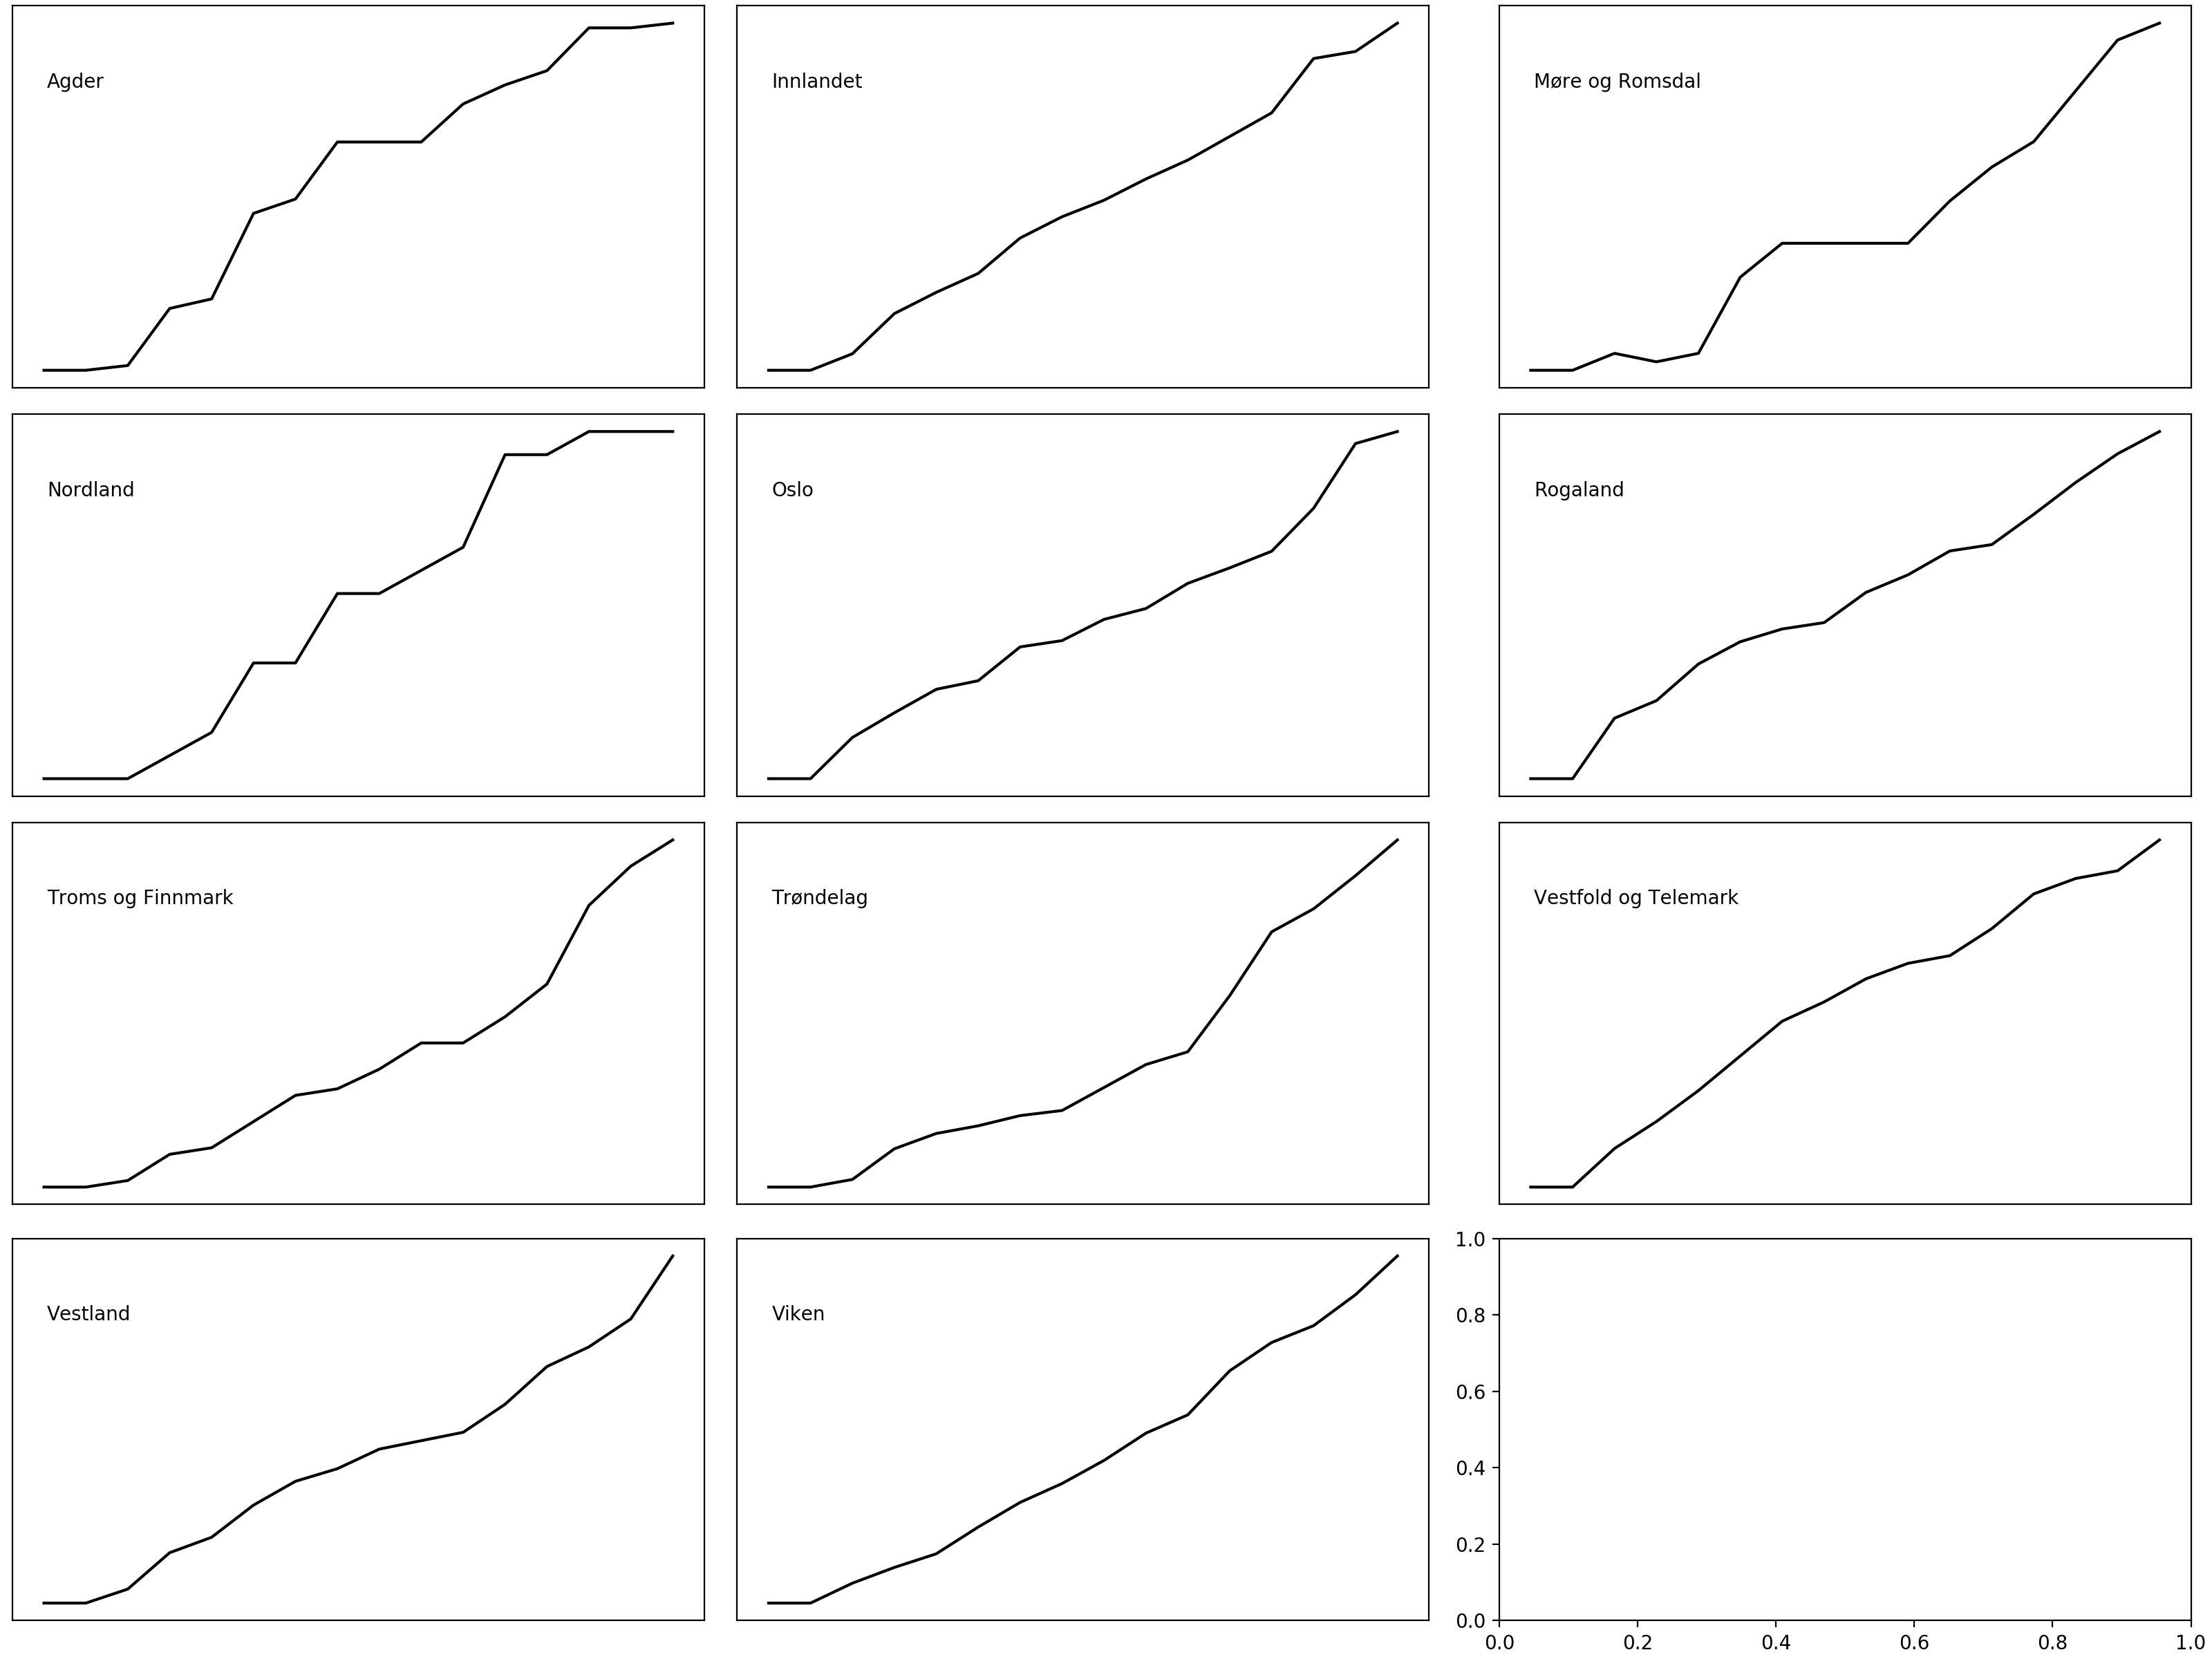 Agder
Innlandet
Møre og Romsdal
Nordland
Oslo
Rogaland
Troms og Finnmark
Trøndelag
Vestfold og Telemark
Vestland
Viken
1.0
0.8
0.6
0.4
0.2
0.0
0.0 0.2 0.4 0.6 0.8 1.0